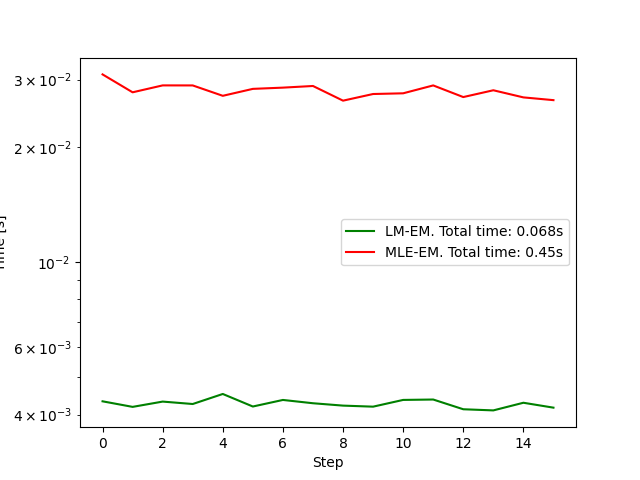 3 × 10⁻²
2 × 10⁻²
10⁻²
6 × 10⁻³
4 × 10⁻³
LM-EM. Total time: 0.068s
MLE-EM. Total time: 0.45s
0 2 4 6 8 10 12 14
Step